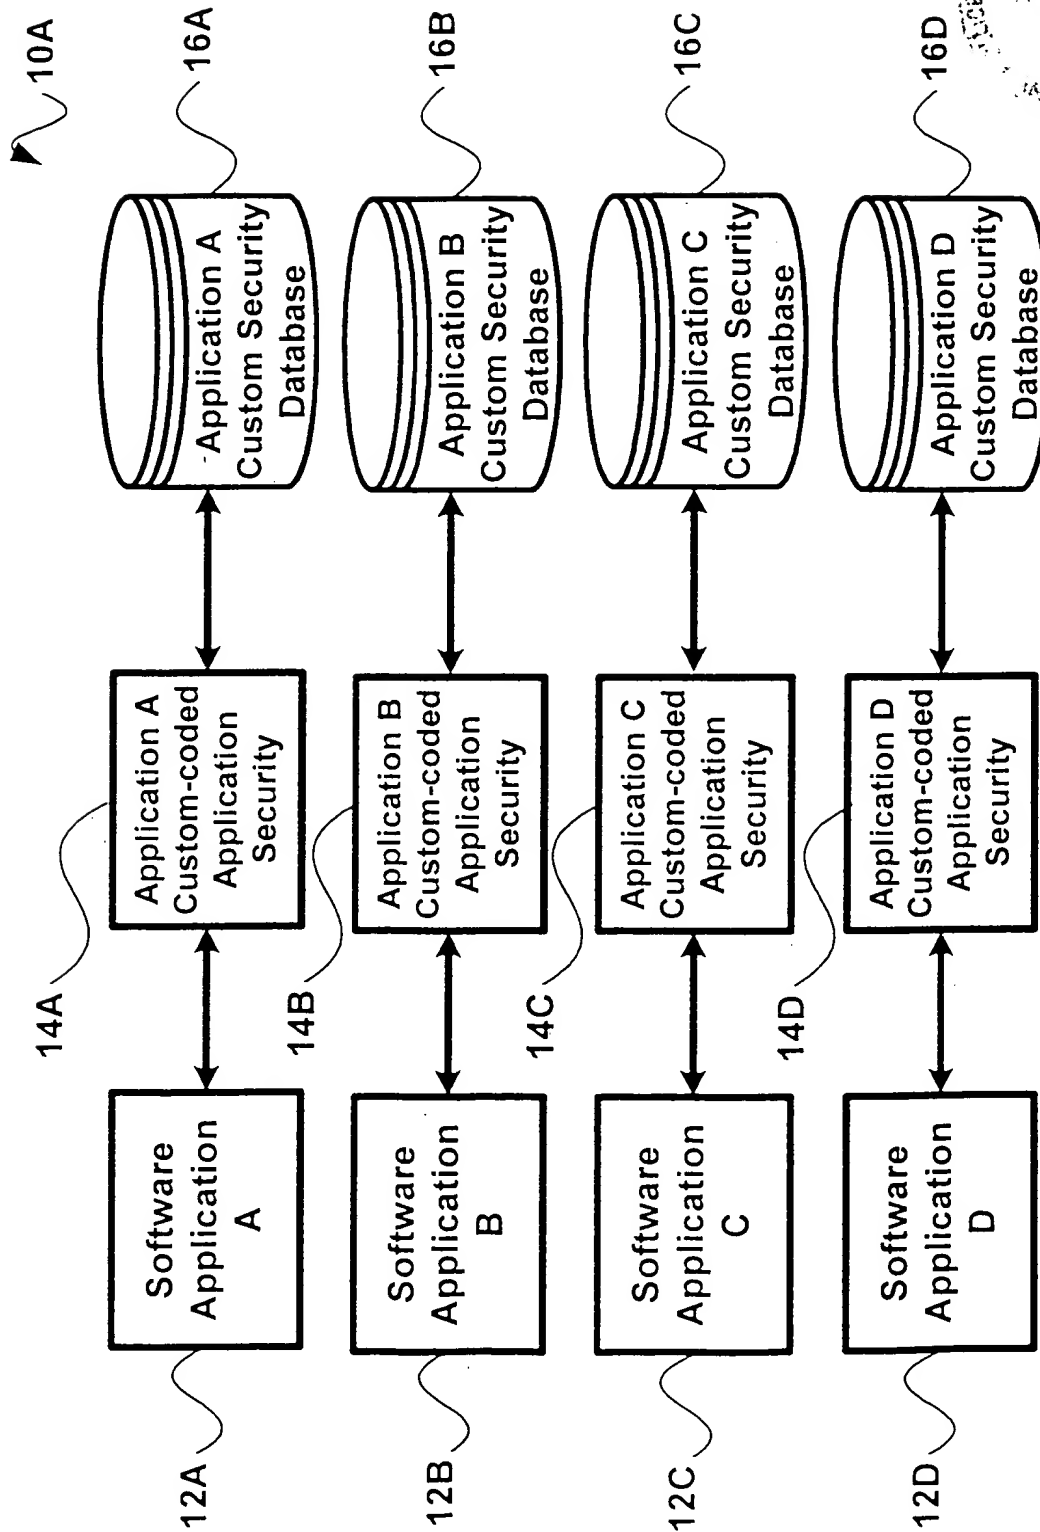 10A
12A
Software
Application
A
14A
Application A
Custom-coded
Application
Security
16A
Application A
Custom Security
Database
12B
Software
Application
B
14B
Application B
Custom-coded
Application
Security
16B
Application B
Custom Security
Database
12C
Software
Application
C
14C
Application C
Custom-coded
Application
Security
16C
Application C
Custom Security
Database
12D
Software
Application
D
14D
Application D
Custom-coded
Application
Security
16D
Application D
Custom Security
Database